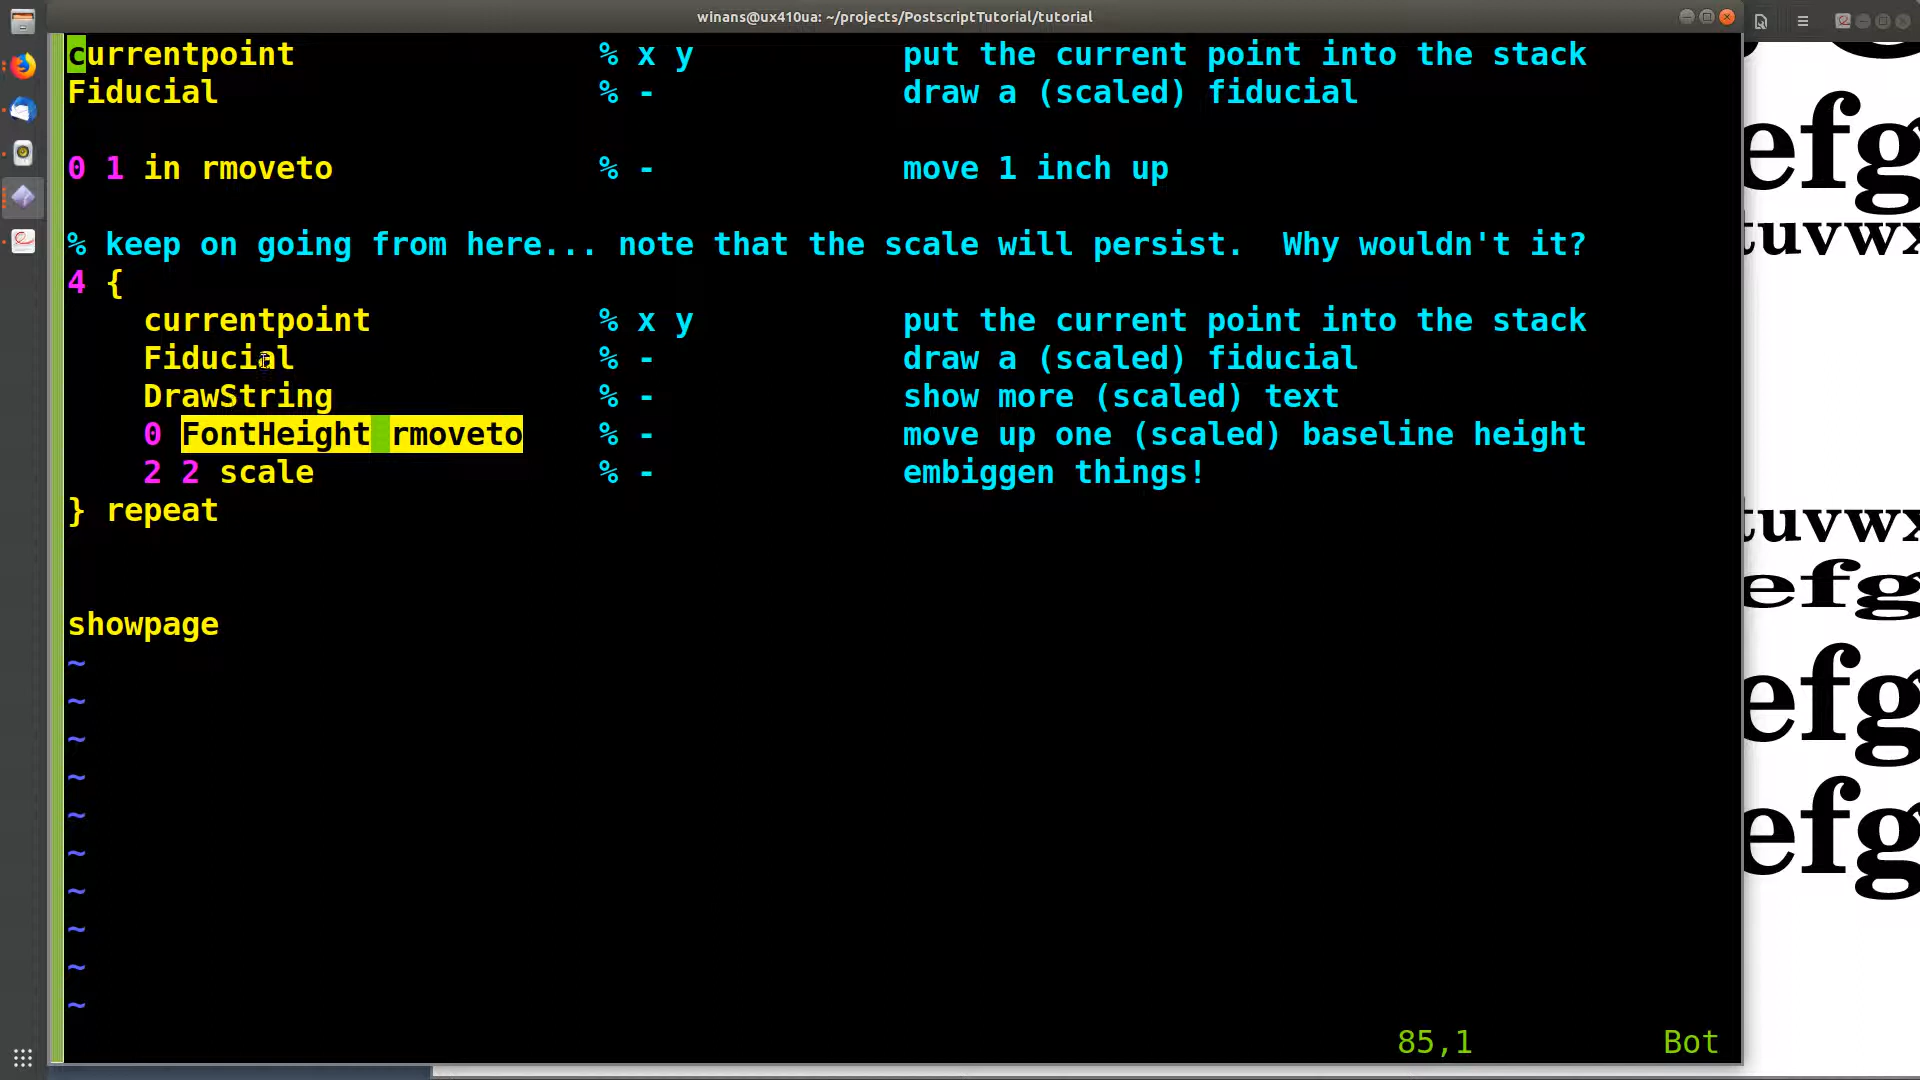 winans@ux410ua: ~/projects/PostscriptTutorial/tutorial
currentpoint % x y put the current point into the stack
Fiducial % - draw a (scaled) fiducial
0 1 in rmoveto % - move 1 inch up
% keep on going from here... note that the scale will persist.  Why wouldn't it?
4 {
currentpoint % x y put the current point into the stack
Fiducial % - draw a (scaled) fiducial
DrawString % - show more (scaled) text
0 FontHeight rmoveto % - move up one (scaled) baseline height
2 2 scale % - embiggen things!
} repeat
showpage
~
~
~
~
~
~
~
~
~
~
85,1 Bot
efg
tuvwx
tuvwx
efg
efg
efg